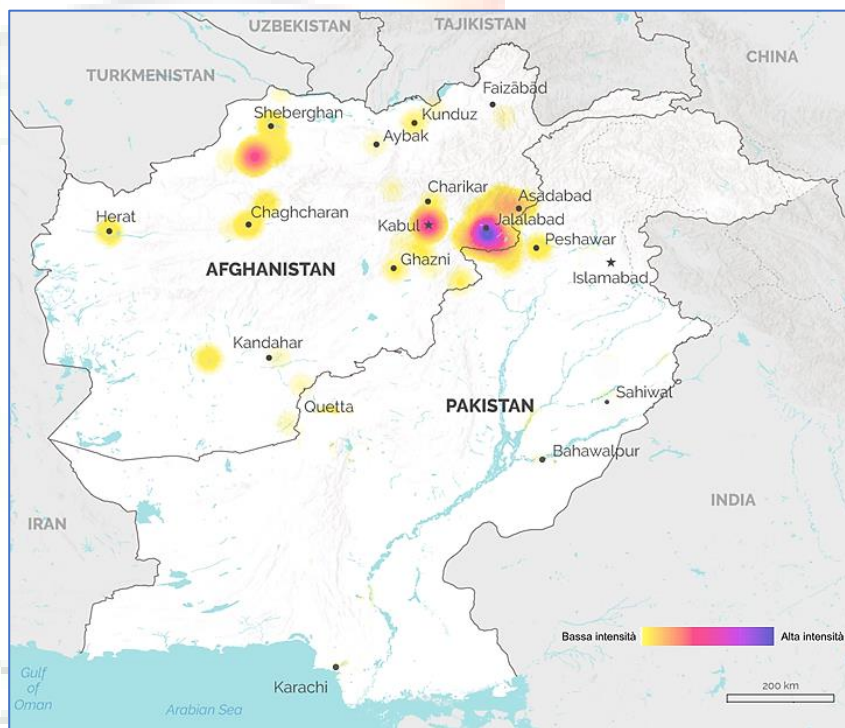 UZBEKISTAN
TAJIKISTAN
CHINA
TURKMENISTAN
Faizābād
Sheberghan
Kunduz
Aybak
Charikar
Asadabad
Herat
Chaghcharan
Kabul
Jalalabad
Peshawar
Ghazni
AFGHANISTAN
Islamabad
Kandahar
Sahiwal
Quetta
PAKISTAN
Bahawalpur
INDIA
IRAN
Bassa intensità
Alta intensità
Gulf
of
Oman
Karachi
200 km
Arabian Sea